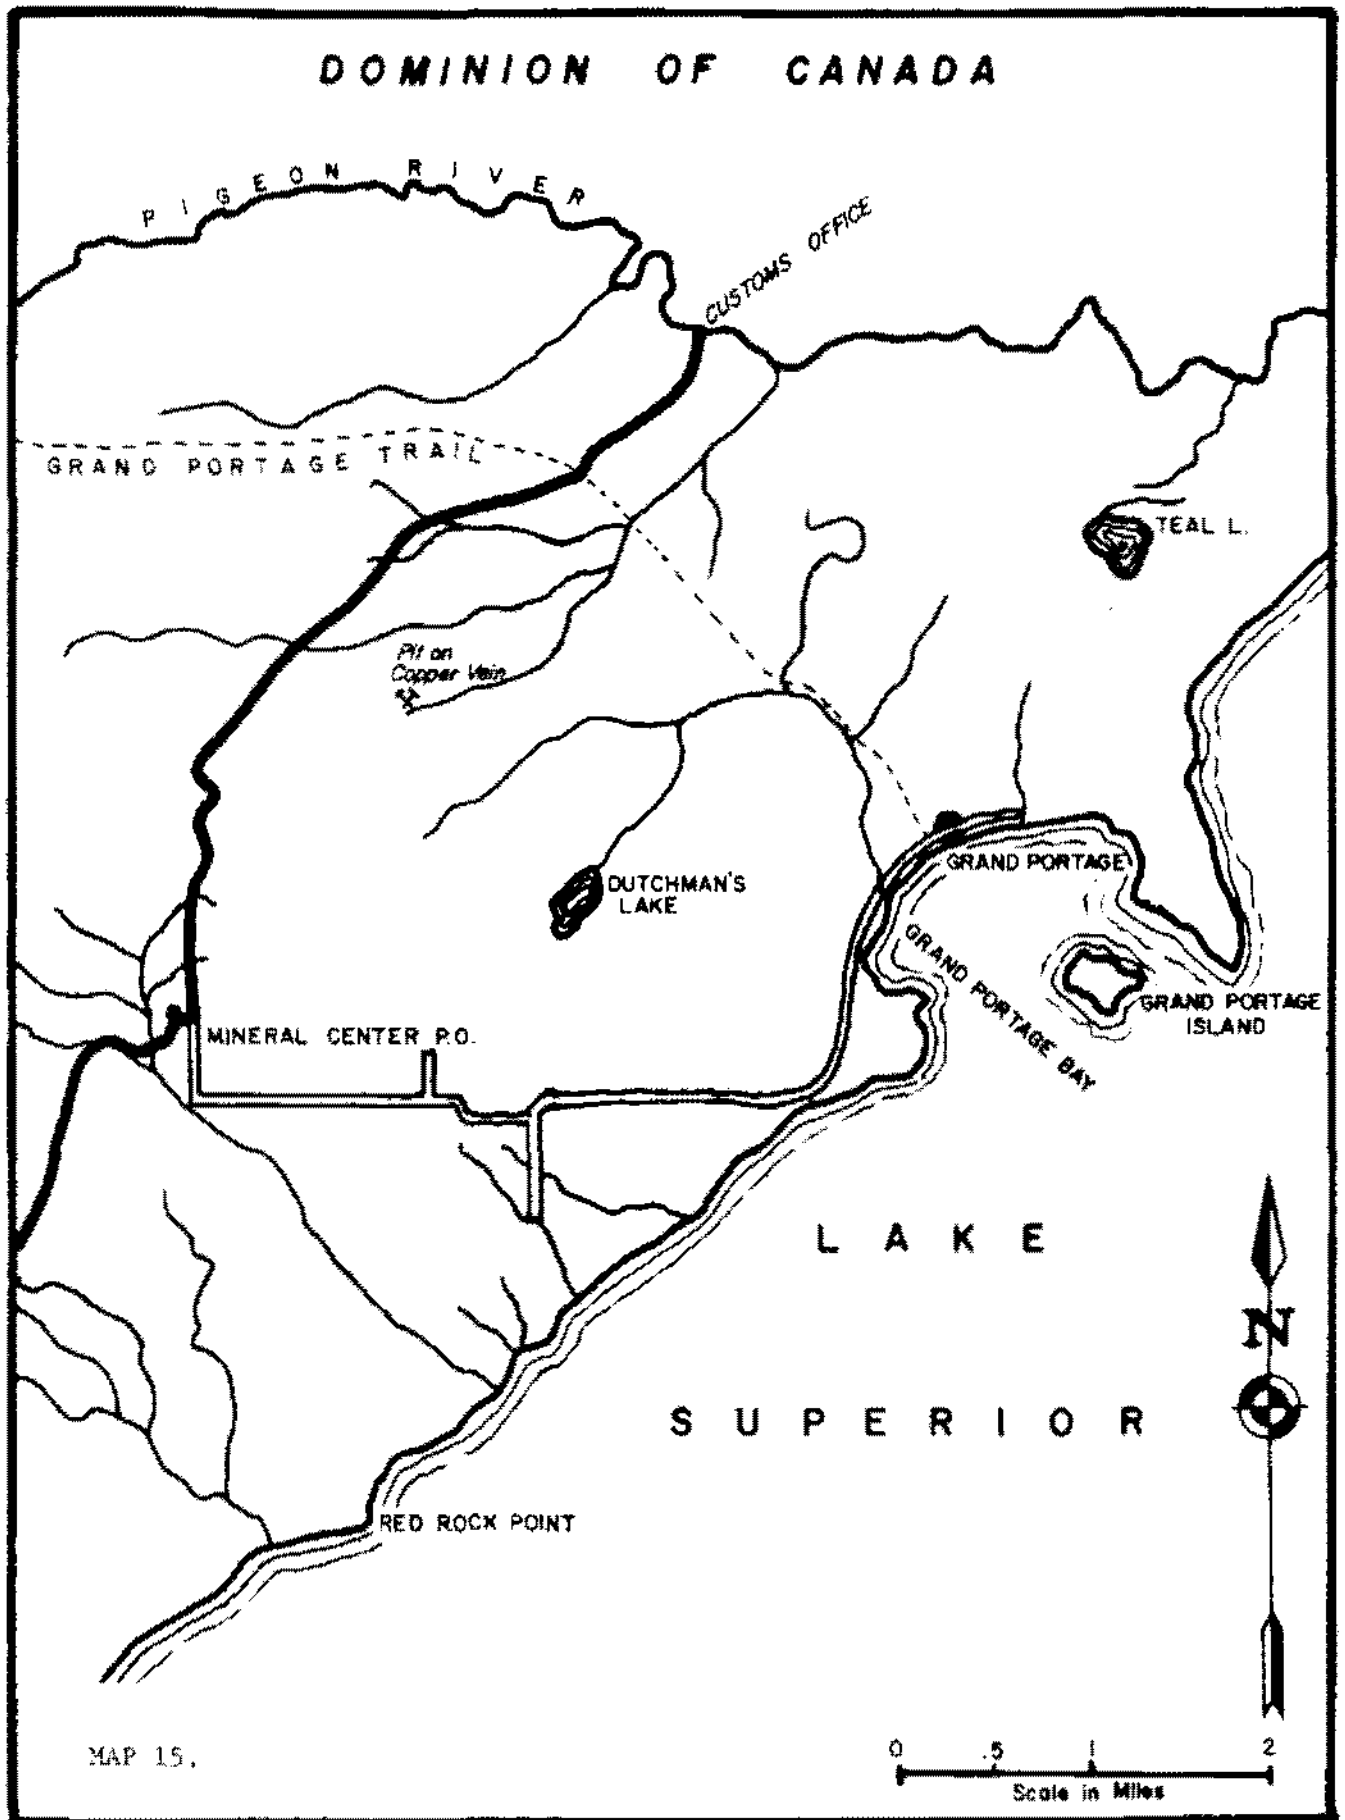 DOMINION OF CANADA
PIGEON RIVER
CUSTOMS OFFICE
GRAND PORTAGE TRAIL
TEAL L.
Pit on
Copper Vein
GRAND PORTAGE
DUTCHMAN'S
LAKE
GRAND PORTAGE BAY
GRAND PORTAGE
ISLAND
MINERAL CENTER P.O.
LAKE
N
SUPERIOR
RED ROCK POINT
MAP 15.
0 .5 1 2
Scale in Miles